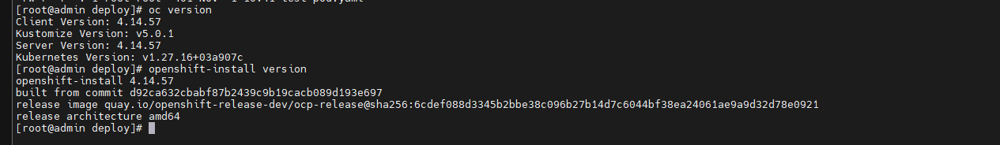 [root@admin deploy]# oc version
Client Version: 4.14.57
Kustomize Version: v5.0.1
Server Version: 4.14.57
Kubernetes Version: v1.27.16+03a907c
[root@admin deploy]# openshift-install version
openshift-install 4.14.57
built from commit d92ca632cbabf87b2439c9b19cacb089d193e697
release image quay.io/openshift-release-dev/ocp-release@sha256:6cdef088d3345b2bbe38c096b27b14d7c6044bf38ea24061ae9a9d32d78e0921
release architecture amd64
[root@admin deploy]#